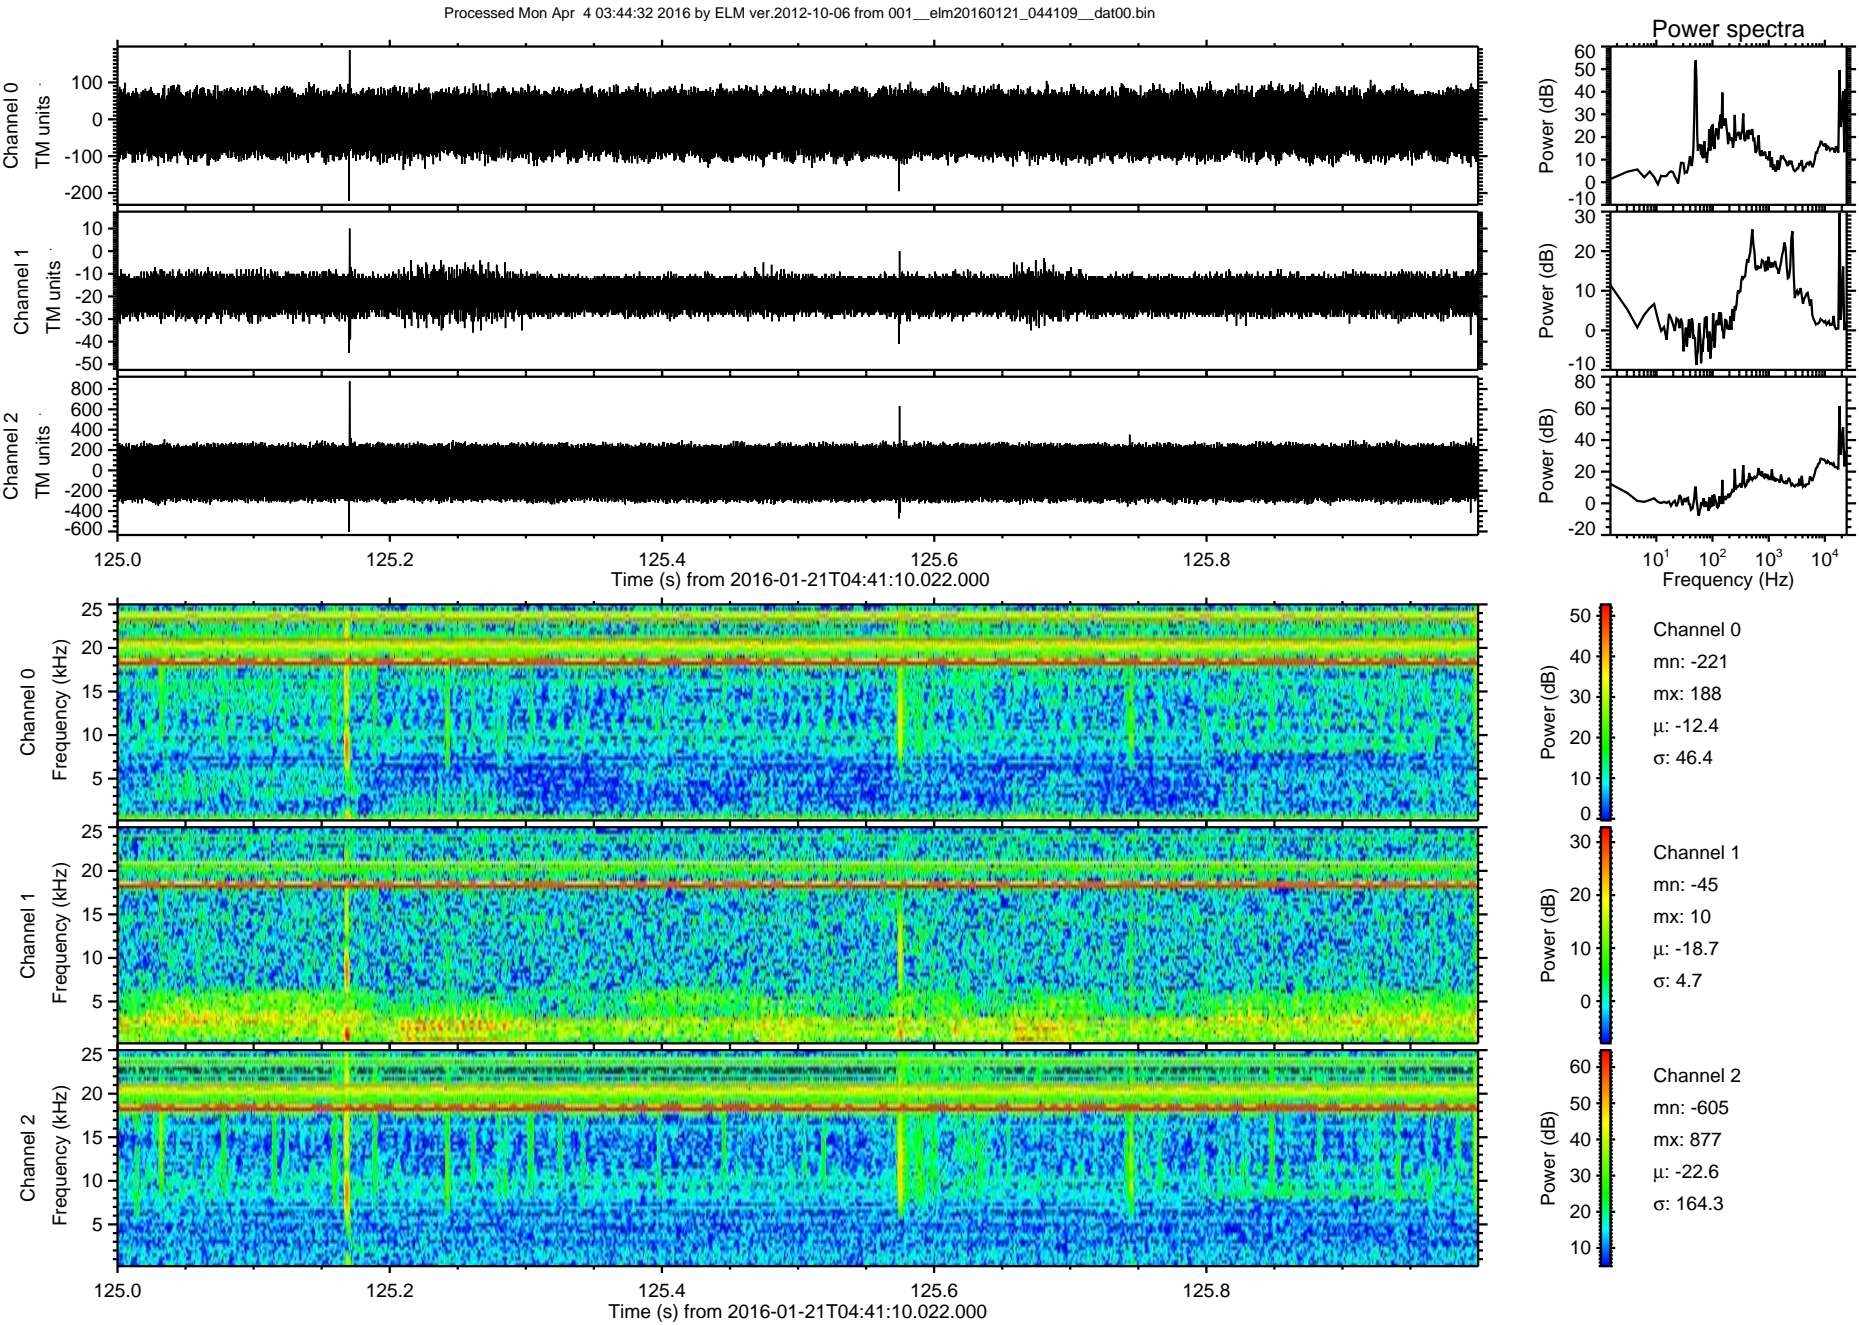 Processed Mon Apr  4 03:44:32 2016 by ELM ver.2012-10-06 from 001__elm20160121_044109__dat00.bin
Power spectra
Channel 0
TM units
100
0
-100
-200
Power (dB)
60
50
40
30
20
10
0
-10
Channel 1
TM units
10
0
-10
-20
-30
-40
-50
Power (dB)
30
20
10
0
-10
Channel 2
TM units
800
600
400
200
0
-200
-400
-600
Power (dB)
80
60
40
20
0
-20
125.0 125.2 125.4 125.6 125.8
Time (s) from 2016-01-21T04:41:10.022.000
10¹ 10² 10³ 10⁴
Frequency (Hz)
Channel 0
Frequency (kHz)
25
20
15
10
5
Power (dB)
50
40
30
20
10
0
Channel 0
mn: -221
mx: 188
μ: -12.4
σ: 46.4
Channel 1
Frequency (kHz)
25
20
15
10
5
Power (dB)
30
20
10
0
Channel 1
mn: -45
mx: 10
μ: -18.7
σ: 4.7
Channel 2
Frequency (kHz)
25
20
15
10
5
Power (dB)
60
50
40
30
20
10
Channel 2
mn: -605
mx: 877
μ: -22.6
σ: 164.3
125.0 125.2 125.4 125.6 125.8
Time (s) from 2016-01-21T04:41:10.022.000